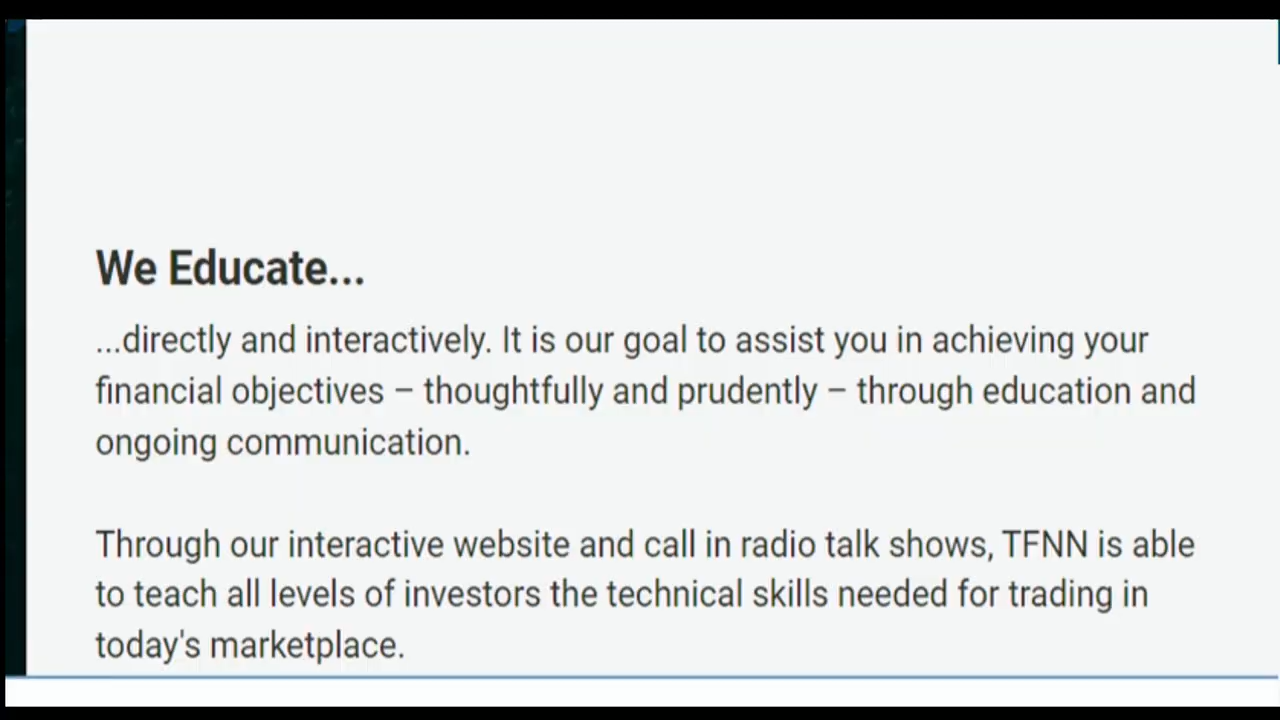 We Educate...
...directly and interactively. It is our goal to assist you in achieving your
financial objectives – thoughtfully and prudently – through education and
ongoing communication.
Through our interactive website and call in radio talk shows, TFNN is able
to teach all levels of investors the technical skills needed for trading in
today's marketplace.